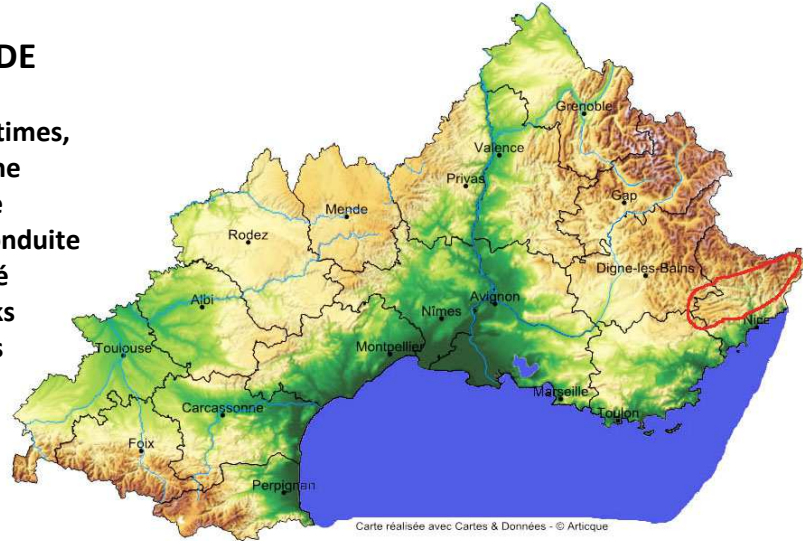 DE
times,
ne
e
onduite
é
ks
s
Grenoble
Valence
Privas
Gap
Mende
Rodez
Digne-les-Bains
Albi
Avignon
Nîmes
Nice
Toulouse
Montpellier
Marseille
Carcassonne
Toulon
Foix
Perpignan
Carte réalisée avec Cartes & Données - © Articque